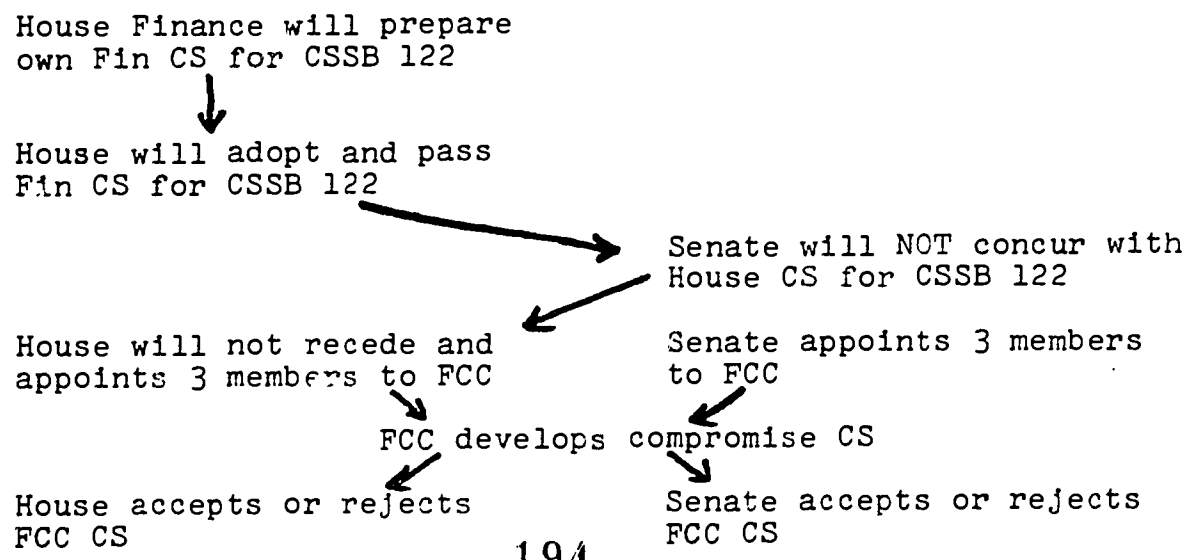 House Finance will prepare
own Fin CS for CSSB 122
House will adopt and pass
Fin CS for CSSB 122
Senate will NOT concur with
House CS for CSSB 122
House will not recede and
appoints 3 members to FCC
Senate appoints 3 members
to FCC
FCC develops compromise CS
House accepts or rejects
FCC CS
Senate accepts or rejects
FCC CS
194